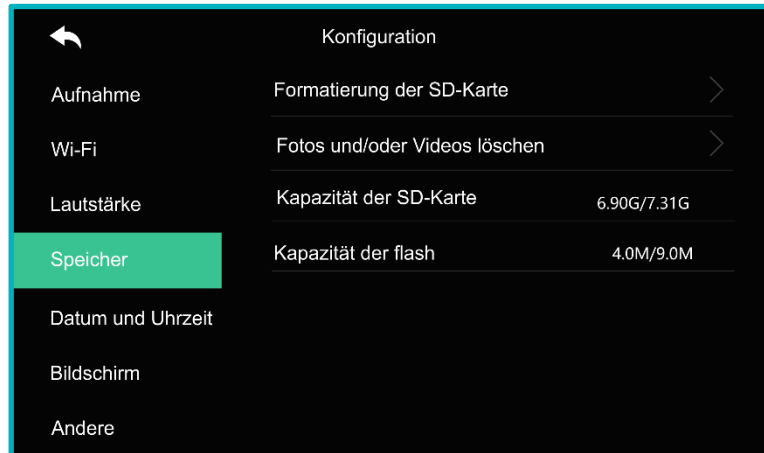 Konfiguration
Aufnahme
Formatierung der SD-Karte
Wi-Fi
Fotos und/oder Videos löschen
Lautstärke
Kapazität der SD-Karte 6.90G/7.31G
Speicher
Kapazität der flash 4.0M/9.0M
Datum und Uhrzeit
Bildschirm
Andere